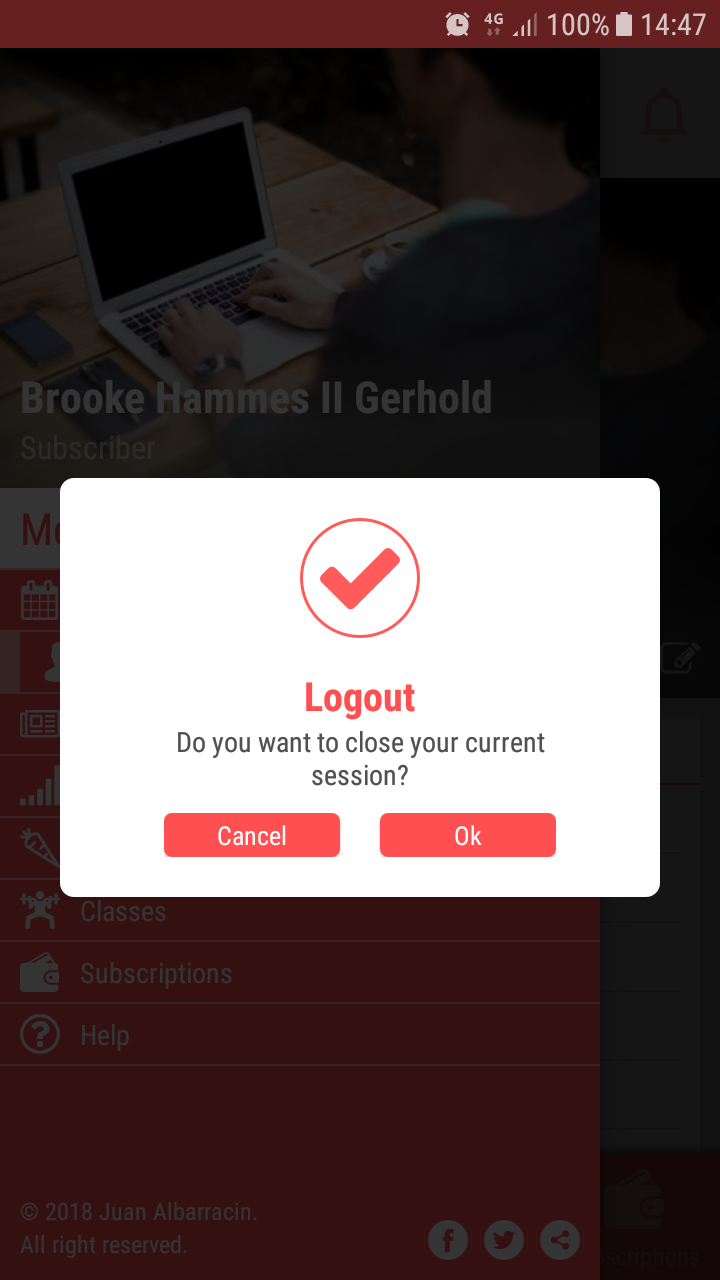 4G 100% 14:47
Brooke Hammes II Gerhold
Subscriber
Logout
Do you want to close your current
session?
Cancel Ok
Classes
Subscriptions
Help
© 2018 Juan Albarracin.
All right reserved.